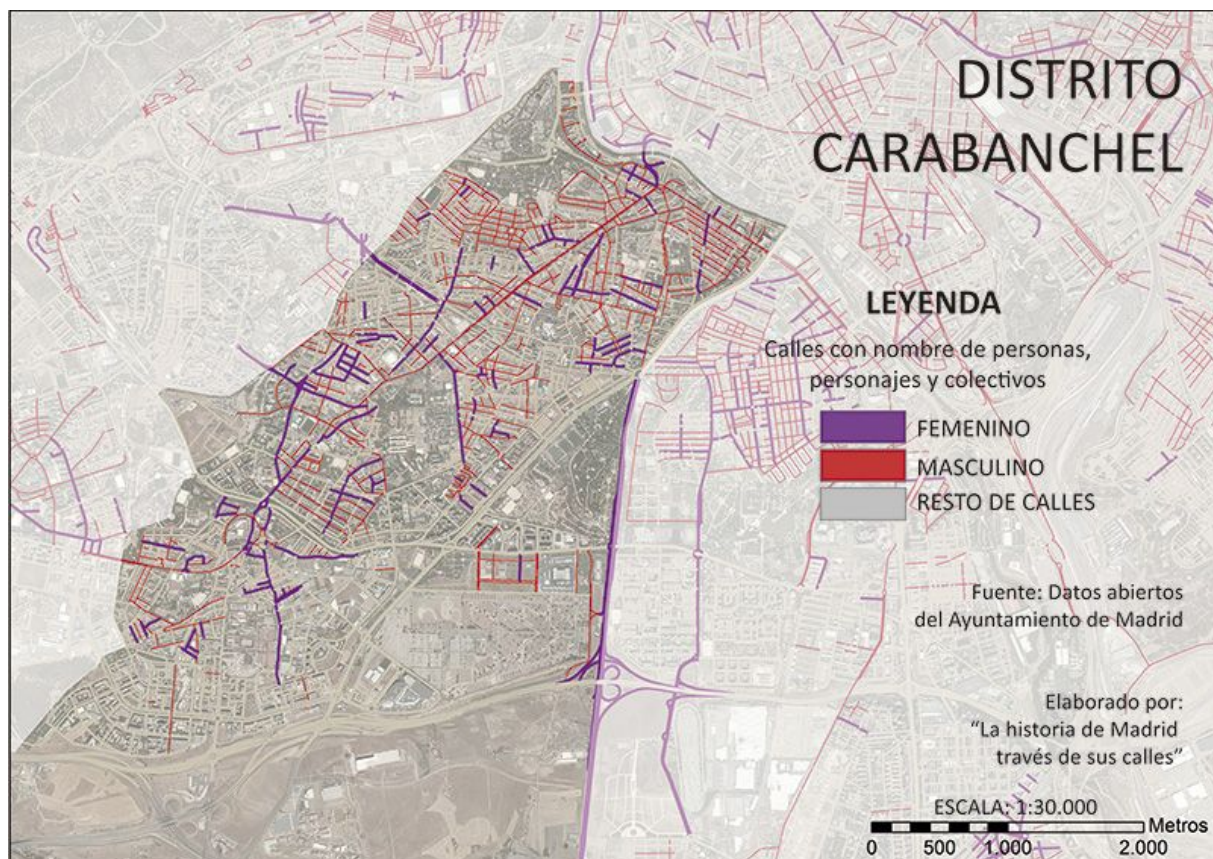 DISTRITO
CARABANCHEL
LEYENDA
Calles con nombre de personas,
personajes y colectivos
FEMENINO
MASCULINO
RESTO DE CALLES
Fuente: Datos abiertos
del Ayuntamiento de Madrid
Elaborado por:
“La historia de Madrid
través de sus calles”
ESCALA: 1:30.000
Metros
0 500 1.000 2.000